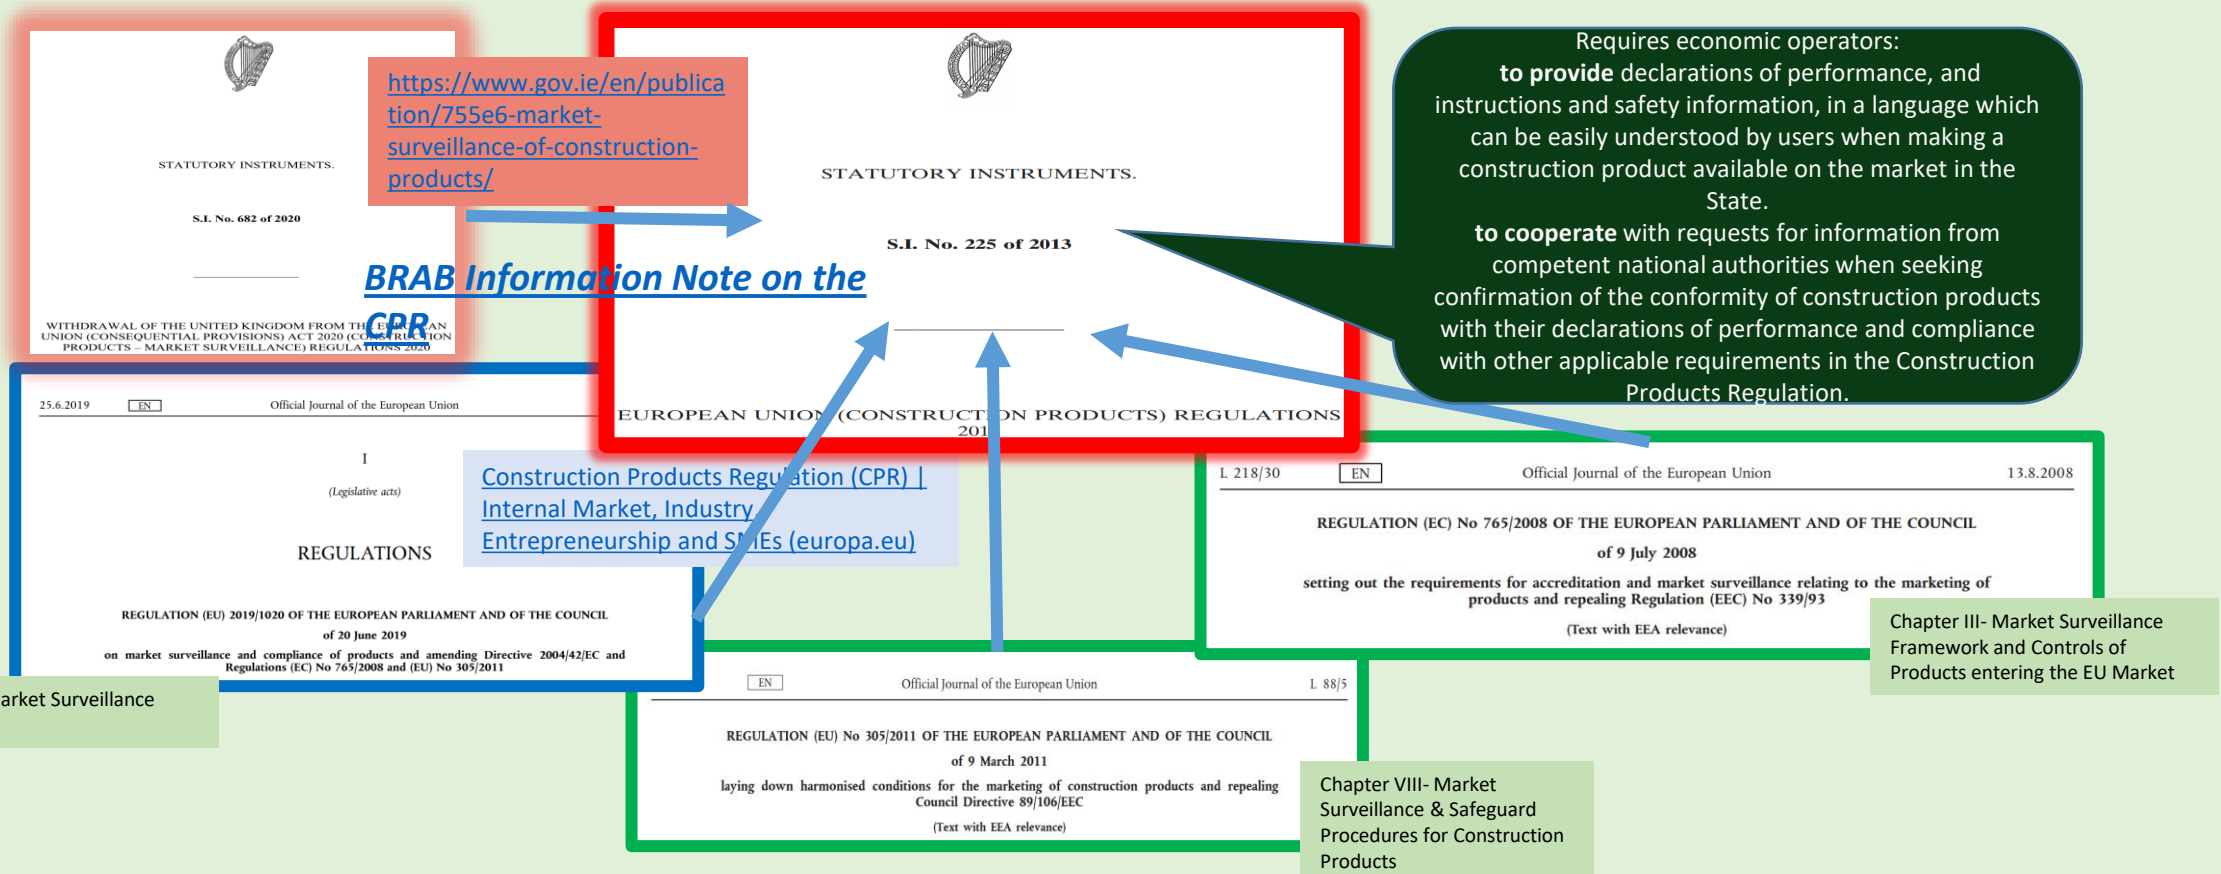 STATUTORY INSTRUMENTS.
S.I. No. 682 of 2020
WITHDRAWAL OF THE UNITED KINGDOM FROM THE EUROPEAN
UNION (CONSEQUENTIAL PROVISIONS) ACT 2020 (CONSTRUCTION
PRODUCTS – MARKET SURVEILLANCE) REGULATIONS 2020
https://www.gov.ie/en/publica
tion/755e6-market-
surveillance-of-construction-
products/
BRAB Information Note on the
CPR
STATUTORY INSTRUMENTS.
S.I. No. 225 of 2013
EUROPEAN UNION (CONSTRUCTION PRODUCTS) REGULATIONS
Requires economic operators:
to provide declarations of performance, and
instructions and safety information, in a language which
can be easily understood by users when making a
construction product available on the market in the
State.
to cooperate with requests for information from
competent national authorities when seeking
confirmation of the conformity of construction products
with their declarations of performance and compliance
with other applicable requirements in the Construction
Products Regulation.
25.6.2019 EN Official Journal of the European Union
I
(Legislative acts)
REGULATIONS
REGULATION (EU) 2019/1020 OF THE EUROPEAN PARLIAMENT AND OF THE COUNCIL
of 20 June 2019
on market surveillance and compliance of products and amending Directive 2004/42/EC and
Regulations (EC) No 765/2008 and (EU) No 305/2011
arket Surveillance
Construction Products Regulation (CPR) |
Internal Market, Industry,
Entrepreneurship and SMEs (europa.eu)
EN Official Journal of the European Union L 88/5
REGULATION (EU) No 305/2011 OF THE EUROPEAN PARLIAMENT AND OF THE COUNCIL
of 9 March 2011
laying down harmonised conditions for the marketing of construction products and repealing
Council Directive 89/106/EEC
(Text with EEA relevance)
Chapter VIII- Market
Surveillance & Safeguard
Procedures for Construction
Products
L 218/30 EN Official Journal of the European Union 13.8.2008
REGULATION (EC) No 765/2008 OF THE EUROPEAN PARLIAMENT AND OF THE COUNCIL
of 9 July 2008
setting out the requirements for accreditation and market surveillance relating to the marketing of
products and repealing Regulation (EEC) No 339/93
(Text with EEA relevance)
Chapter III- Market Surveillance
Framework and Controls of
Products entering the EU Market